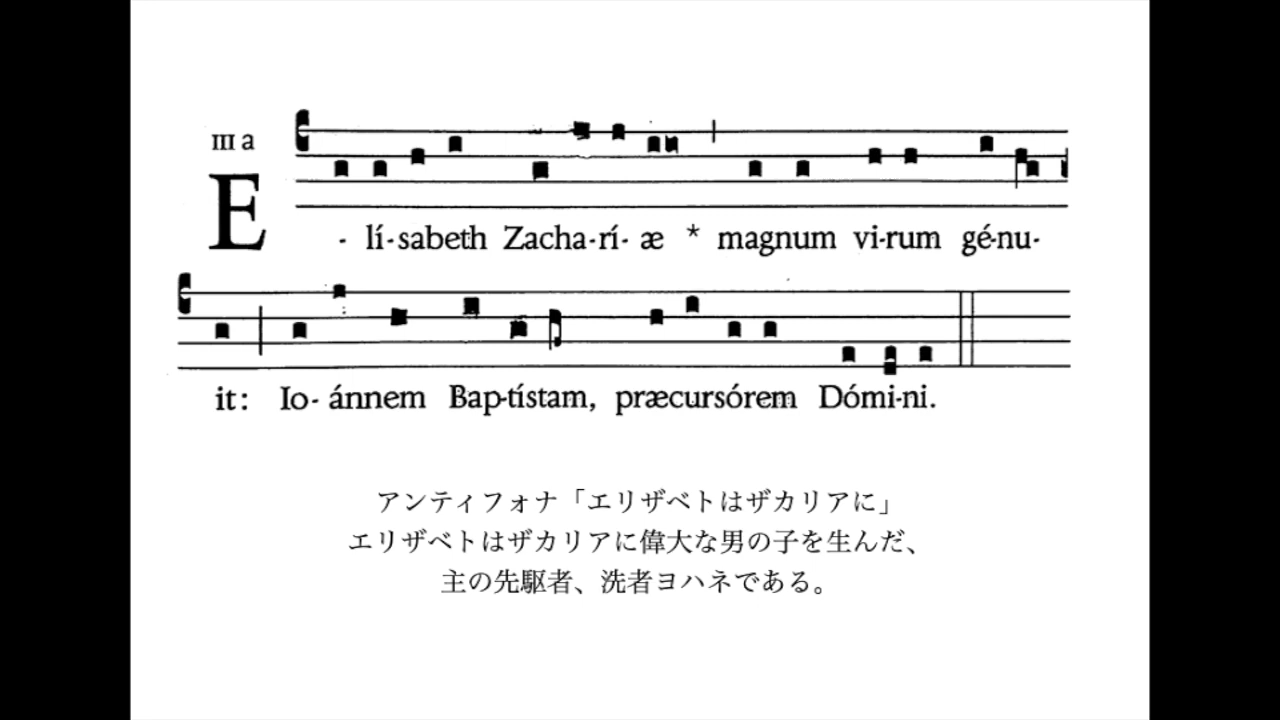 III a
E - lí-sabeth Zacha-rí-æ * magnum vi-rum gé-nu-
it: Io-ánnem Bap-tístam, præcursórem Dómi-ni.
アンティフォナ「エリザベトはザカリアに」
エリザベトはザカリアに偉大な男の子を生んだ、
主の先駆者、洗者ヨハネである。